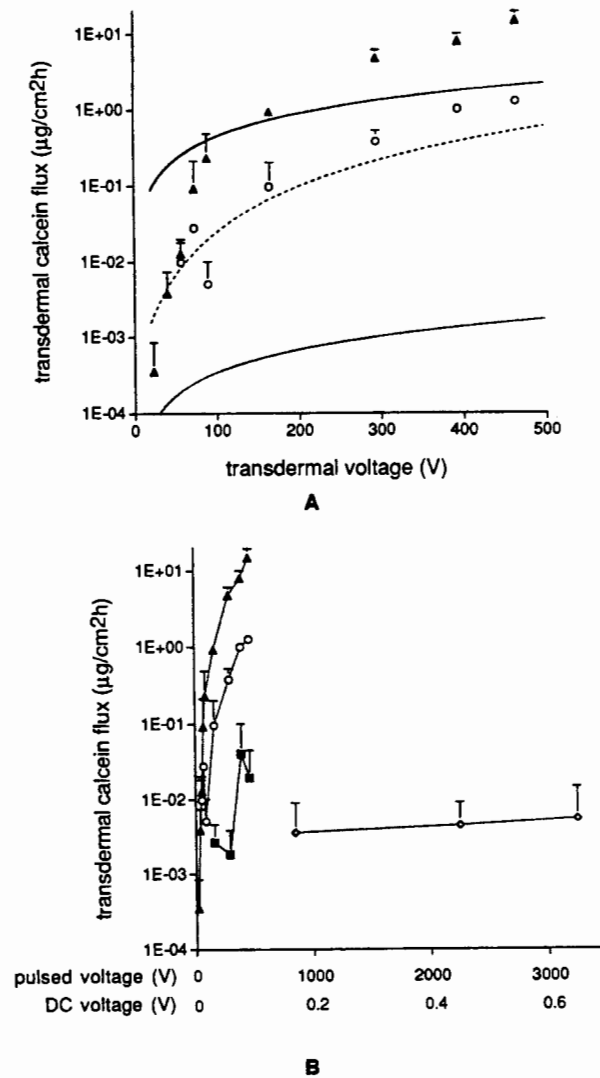 transdermal calcein flux (µg/cm2h)
1E+01
1E+00
1E-01
1E-02
1E-03
1E-04
0 100 200 300 400 500
transdermal voltage (V)
A
transdermal calcein flux (µg/cm2h)
1E+01
1E+00
1E-01
1E-02
1E-03
1E-04
pulsed voltage (V) 0 1000 2000 3000
DC voltage (V) 0 0.2 0.4 0.6
B